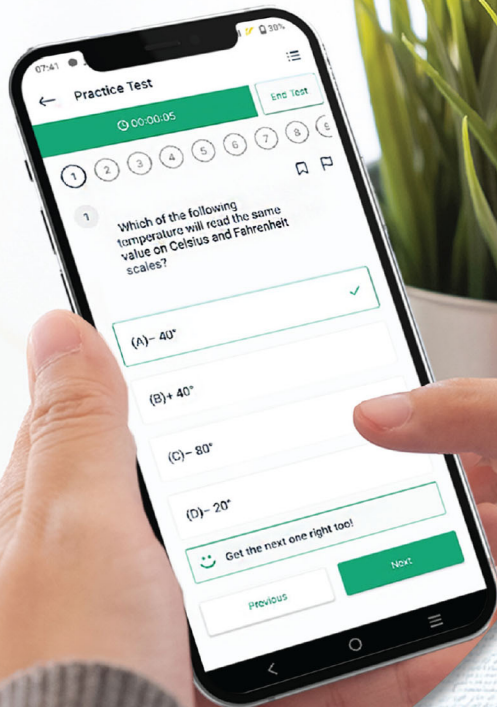 07:41
30%
Practice Test
00:00:05
End Test
1 2 3 4 5 6 7 8
1
Which of the following
temperature will read the same
value on Celsius and Fahrenheit
scales?
(A)– 40°
(B)+ 40°
(C)– 80°
(D)– 20°
Get the next one right too!
Previous
Next